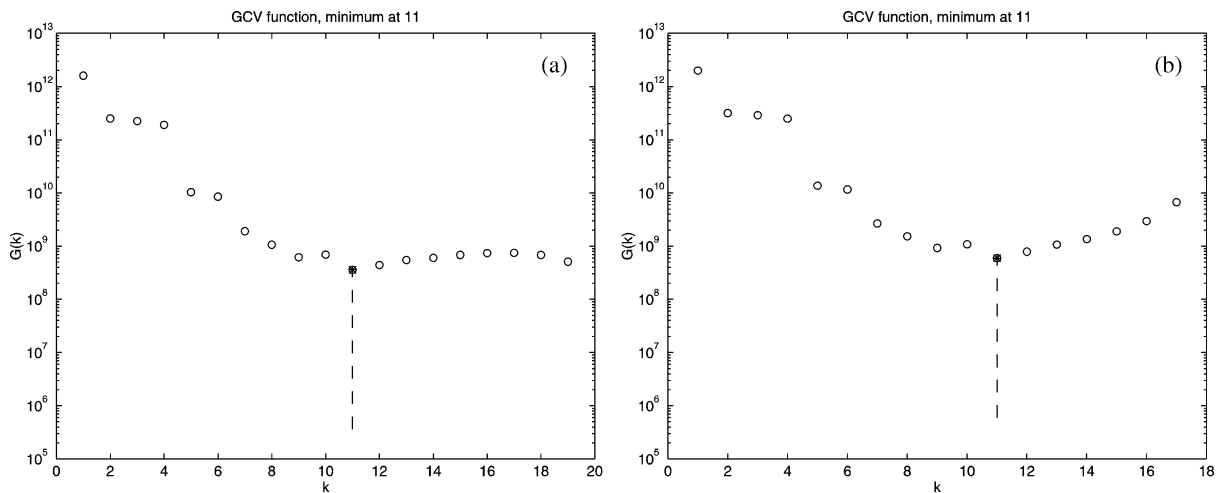 GCV function, minimum at 11
(a)
10^13
10^12
10^11
10^10
10^9
10^8
10^7
10^6
10^5
G(k)
0 2 4 6 8 10 12 14 16 18 20
k
GCV function, minimum at 11
(b)
10^13
10^12
10^11
10^10
10^9
10^8
10^7
10^6
10^5
G(k)
0 2 4 6 8 10 12 14 16 18
k